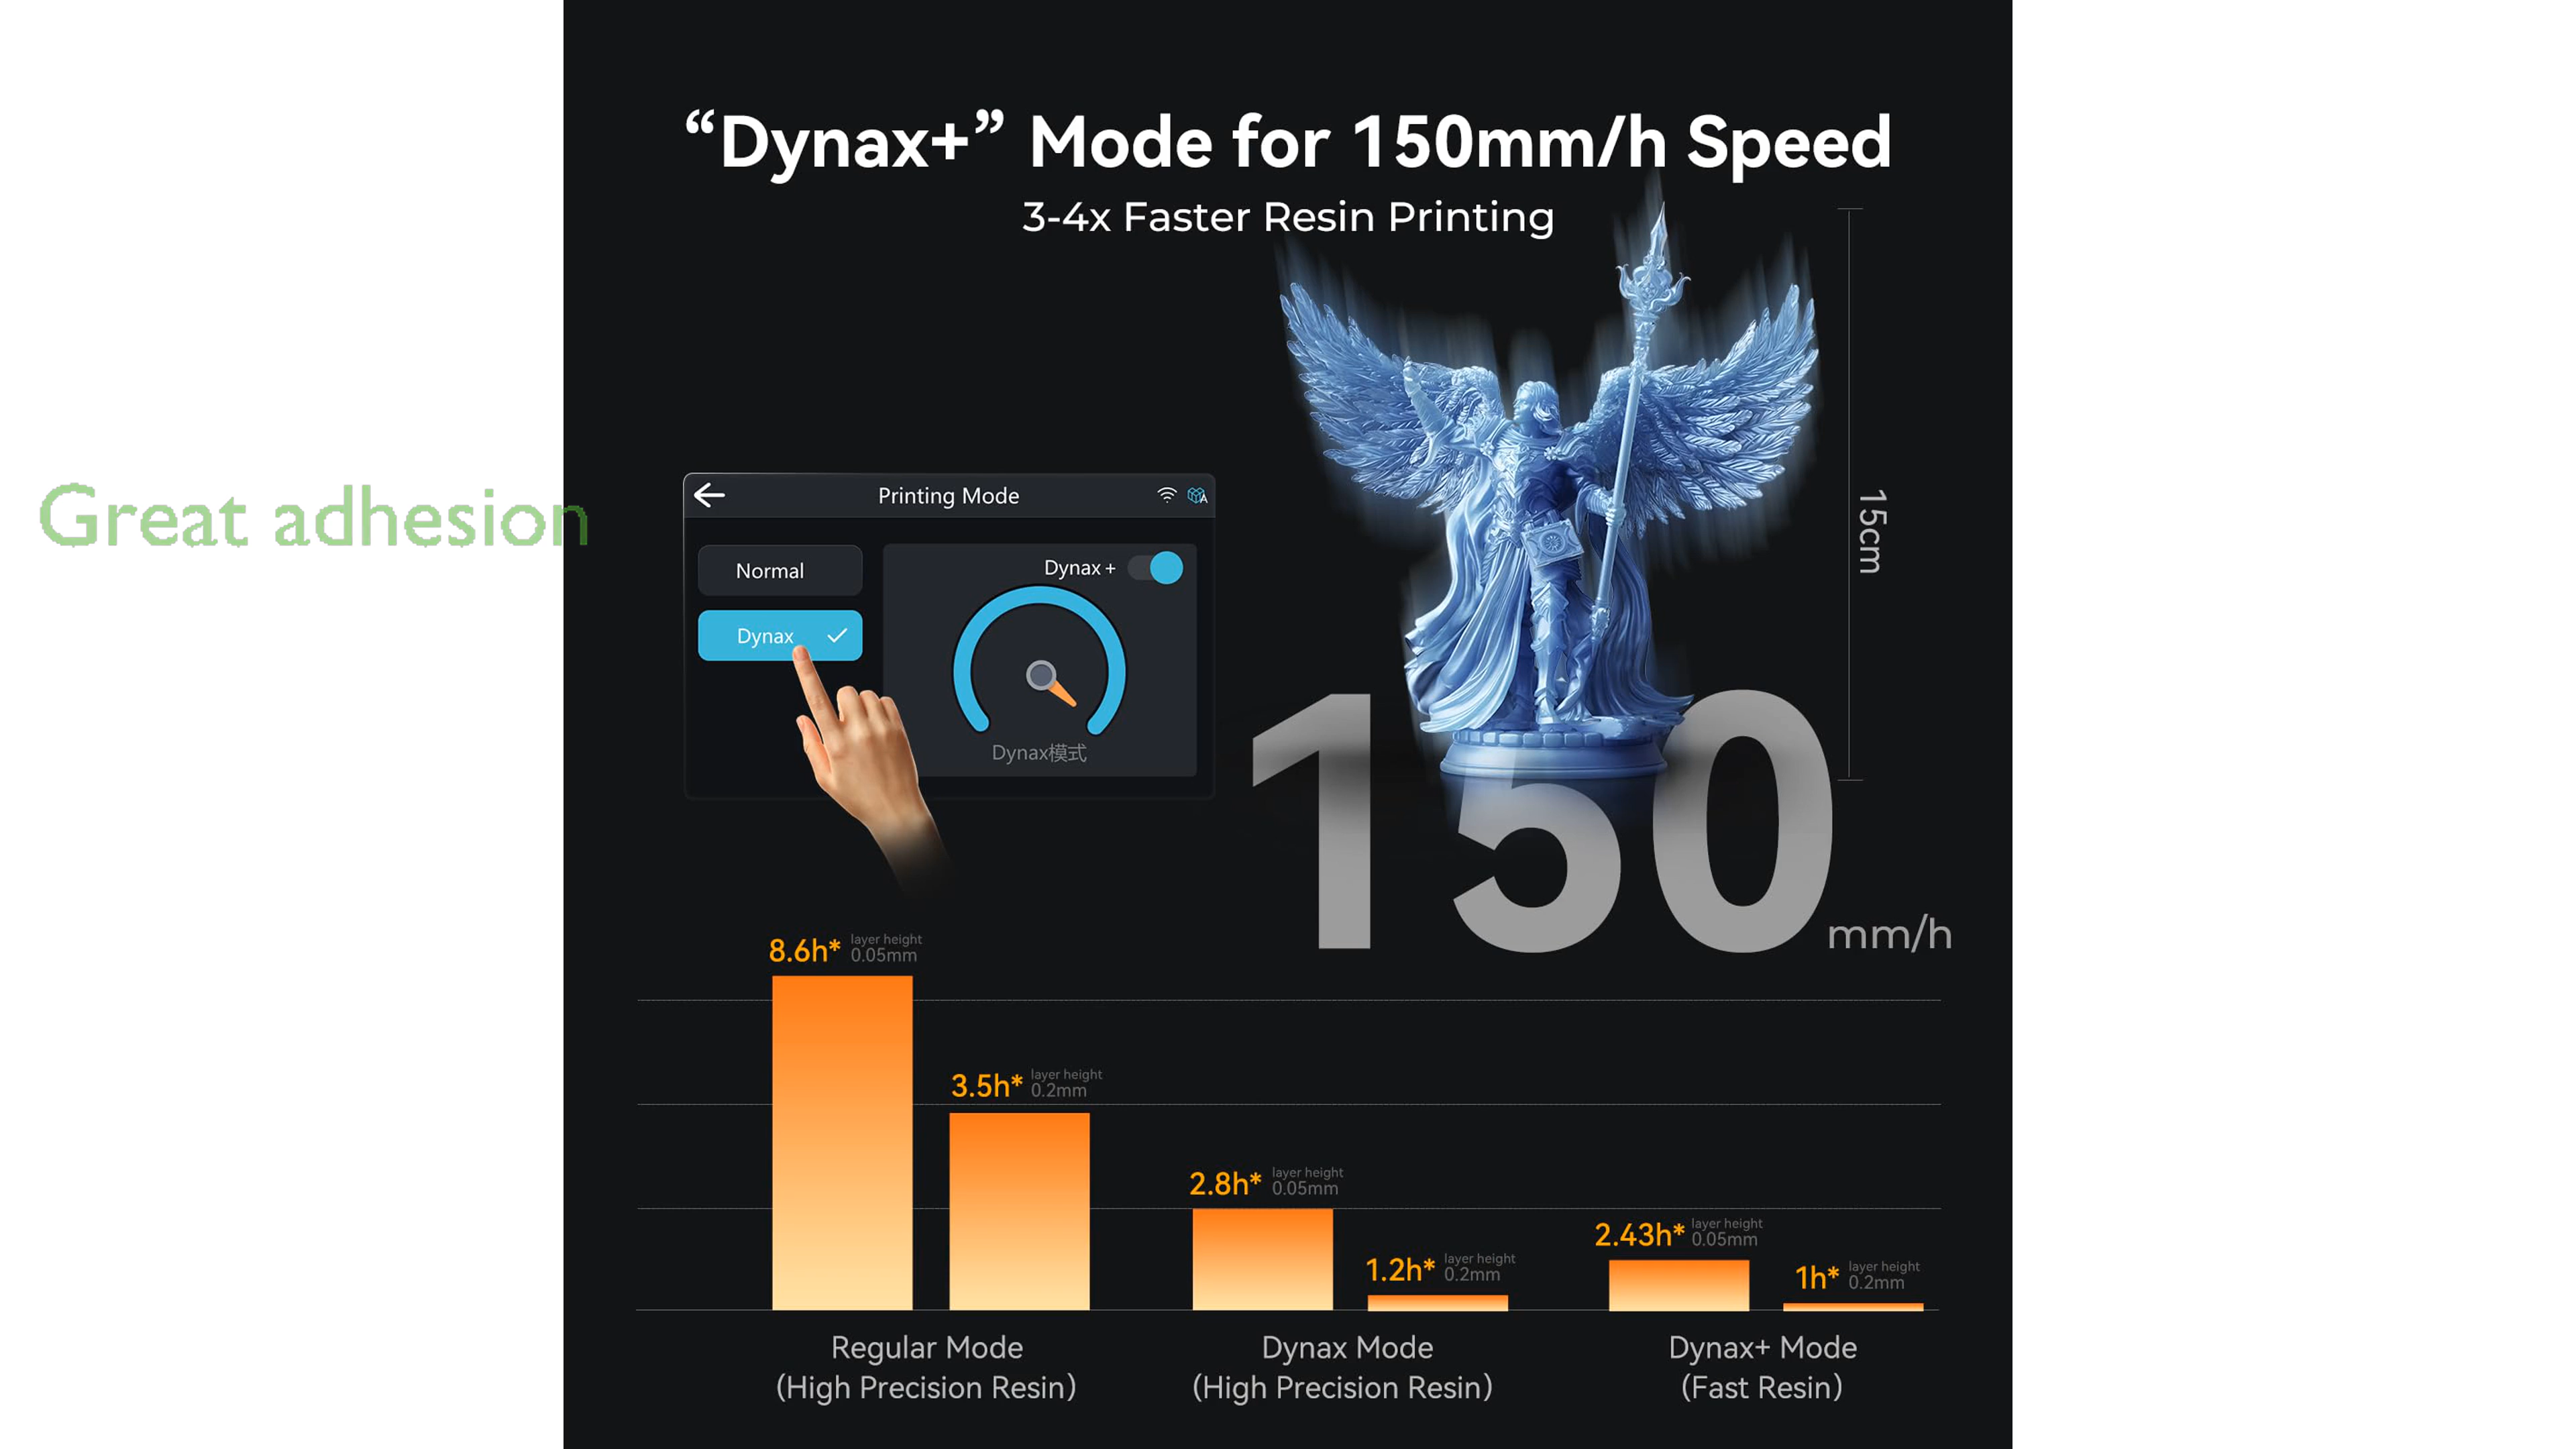 “Dynax+” Mode for 150mm/h Speed
3-4x Faster Resin Printing
Great adhesion
Printing Mode
Normal
Dynax
Dynax +
Dynax模式
15cm
150
mm/h
8.6h* layer height 0.05mm
3.5h* layer height 0.2mm
2.8h* layer height 0.05mm
1.2h* layer height 0.2mm
2.43h* layer height 0.05mm
1h* layer height 0.2mm
Regular Mode
(High Precision Resin)
Dynax Mode
(High Precision Resin)
Dynax+ Mode
(Fast Resin)